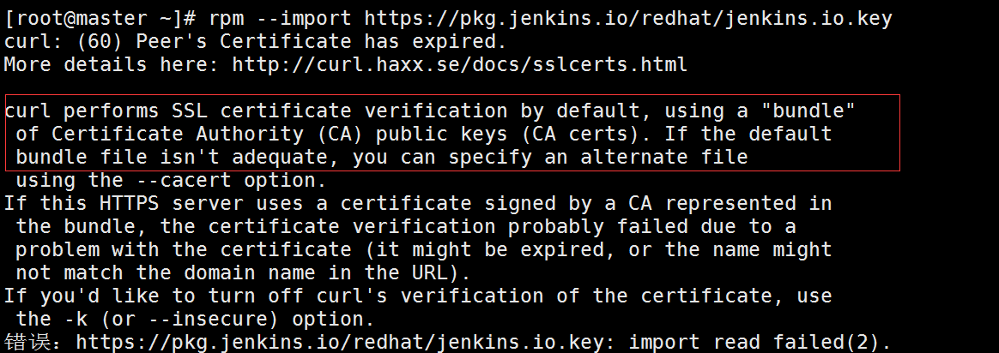 [root@master ~]# rpm --import https://pkg.jenkins.io/redhat/jenkins.io.key
curl: (60) Peer's Certificate has expired.
More details here: http://curl.haxx.se/docs/sslcerts.html
curl performs SSL certificate verification by default, using a "bundle"
of Certificate Authority (CA) public keys (CA certs). If the default
bundle file isn't adequate, you can specify an alternate file
using the --cacert option.
If this HTTPS server uses a certificate signed by a CA represented in
the bundle, the certificate verification probably failed due to a
problem with the certificate (it might be expired, or the name might
not match the domain name in the URL).
If you'd like to turn off curl's verification of the certificate, use
the -k (or --insecure) option.
错误：https://pkg.jenkins.io/redhat/jenkins.io.key: import read failed(2).